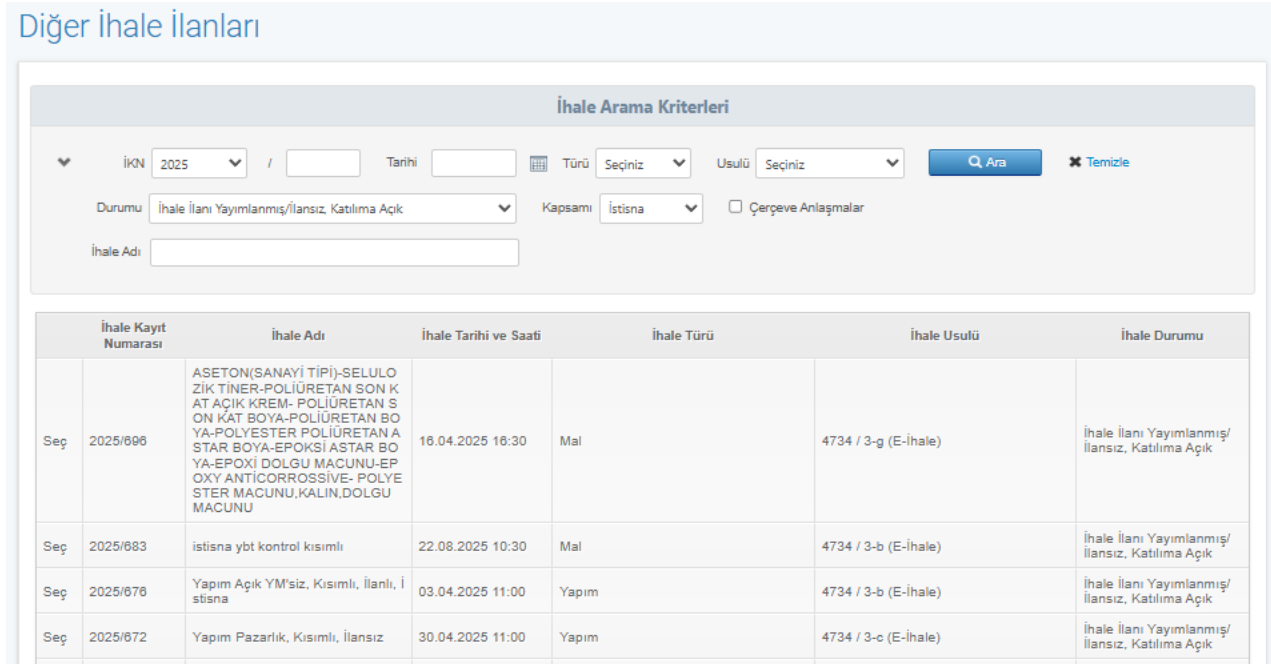 Diğer İhale İlanları
İhale Arama Kriterleri
İKN 2025 / Tarihi Türü Seçiniz Usulü Seçiniz Ara Temizle
Durumu İhale İlanı Yayımlanmış/İlansız, Katılıma Açık Kapsamı İstisna Çerçeve Anlaşmalar
İhale Adı
İhale Kayıt
Numarası
İhale Adı
İhale Tarihi ve Saati
İhale Türü
İhale Usulü
İhale Durumu
Seç
2025/696
ASETON(SANAYİ TİPİ)-SELULO
ZİK TİNER-POLİÜRETAN SON K
AT AÇIK KREM- POLİÜRETAN S
ON KAT BOYA-POLİÜRETAN BO
YA-POLYESTER POLİÜRETAN A
STAR BOYA-EPOKSİ ASTAR BO
YA-EPOXİ DOLGU MACUNU-EP
OXY ANTİCORROSSİVE- POLYE
STER MACUNU,KALIN,DOLGU
MACUNU
16.04.2025 16:30
Mal
4734 / 3-g (E-İhale)
İhale İlanı Yayımlanmış/
İlansız, Katılıma Açık
Seç
2025/683
istisna ybt kontrol kısımlı
22.08.2025 10:30
Mal
4734 / 3-b (E-İhale)
İhale İlanı Yayımlanmış/
İlansız, Katılıma Açık
Seç
2025/676
Yapım Açık YM'siz, Kısımlı, İlanlı, İ
stisna
03.04.2025 11:00
Yapım
4734 / 3-b (E-İhale)
İhale İlanı Yayımlanmış/
İlansız, Katılıma Açık
Seç
2025/672
Yapım Pazarlık, Kısımlı, İlansız
30.04.2025 11:00
Yapım
4734 / 3-c (E-İhale)
İhale İlanı Yayımlanmış/
İlansız, Katılıma Açık